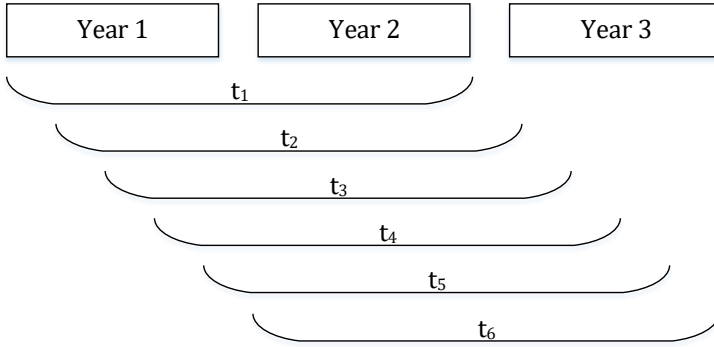 Year 1 Year 2 Year 3
t₁
t₂
t₃
t₄
t₅
t₆